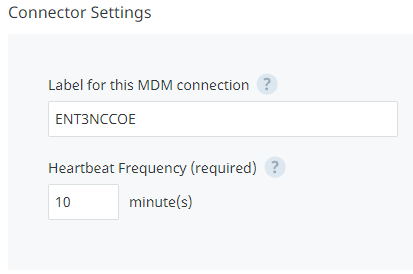 Connector Settings
Label for this MDM connection ?
ENT3NCCOE
Heartbeat Frequency (required) ?
10 minute(s)